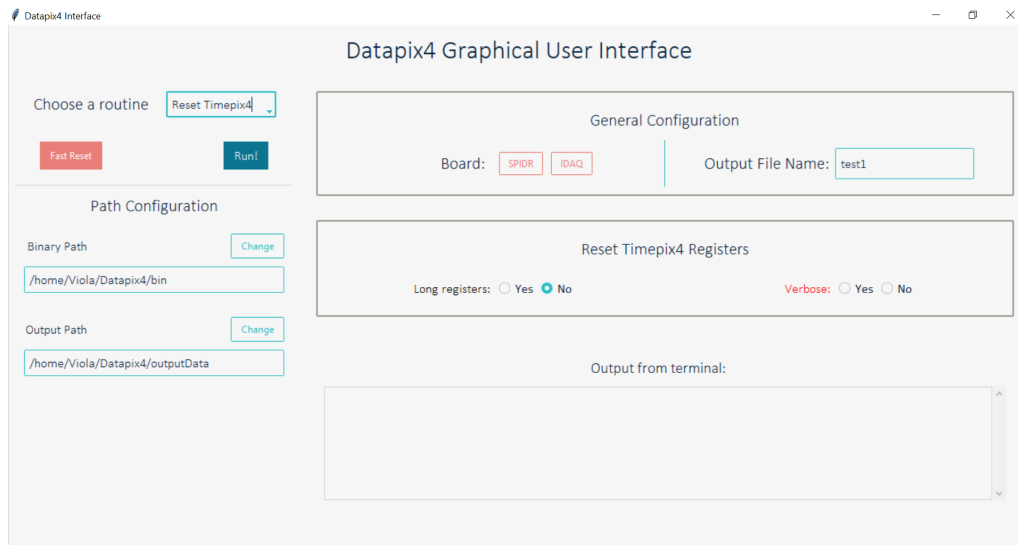 Datapix4 Interface
Datapix4 Graphical User Interface
Choose a routine Reset Timepix4
Fast Reset Run!
Path Configuration
Binary Path Change
/home/Viola/Datapix4/bin
Output Path Change
/home/Viola/Datapix4/outputData
General Configuration
Board: SPIDR IDAQ Output File Name: test1
Reset Timepix4 Registers
Long registers: Yes No Verbose: Yes No
Output from terminal: